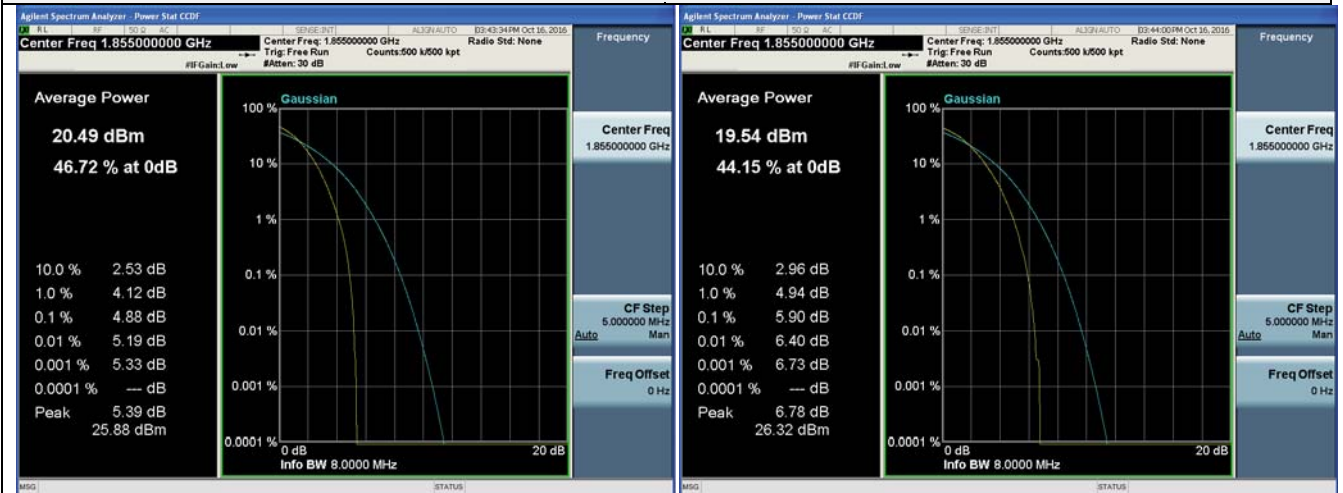 Agilent Spectrum Analyzer - Power Stat CCDF
RL RF 50 Ω AC SENSE:INT ALIGN AUTO 03:43:34 PM Oct 16, 2016
Center Freq 1.855000000 GHz
Center Freq: 1.855000000 GHz Radio Std: None
Trig: Free Run Counts:500 k/500 kpt
#IFGain:Low #Atten: 30 dB
Frequency
Average Power
20.49 dBm
46.72 % at 0dB
10.0 % 2.53 dB
1.0 % 4.12 dB
0.1 % 4.88 dB
0.01 % 5.19 dB
0.001 % 5.33 dB
0.0001 % --- dB
Peak 5.39 dB
25.88 dBm
Gaussian
100 %
10 %
1 %
0.1 %
0.01 %
0.001 %
0.0001 %
0 dB 20 dB
Info BW 8.0000 MHz
Center Freq
1.855000000 GHz
CF Step
5.000000 MHz
Auto Man
Freq Offset
0 Hz
MSG STATUS
Agilent Spectrum Analyzer - Power Stat CCDF
RL RF 50 Ω AC SENSE:INT ALIGN AUTO 03:44:00 PM Oct 16, 2016
Center Freq 1.855000000 GHz
Center Freq: 1.855000000 GHz Radio Std: None
Trig: Free Run Counts:500 k/500 kpt
#IFGain:Low #Atten: 30 dB
Frequency
Average Power
19.54 dBm
44.15 % at 0dB
10.0 % 2.96 dB
1.0 % 4.94 dB
0.1 % 5.90 dB
0.01 % 6.40 dB
0.001 % 6.73 dB
0.0001 % --- dB
Peak 6.78 dB
26.32 dBm
Gaussian
100 %
10 %
1 %
0.1 %
0.01 %
0.001 %
0.0001 %
0 dB 20 dB
Info BW 8.0000 MHz
Center Freq
1.855000000 GHz
CF Step
5.000000 MHz
Auto Man
Freq Offset
0 Hz
MSG STATUS